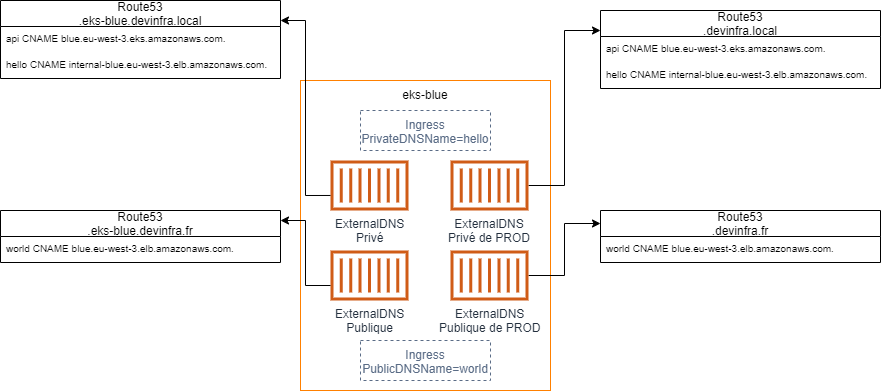 Route53
.eks-blue.devinfra.local
api CNAME blue.eu-west-3.eks.amazonaws.com.
hello CNAME internal-blue.eu-west-3.elb.amazonaws.com.
Route53
.devinfra.local
api CNAME blue.eu-west-3.eks.amazonaws.com.
hello CNAME internal-blue.eu-west-3.elb.amazonaws.com.
eks-blue
Ingress
PrivateDNSName=hello
ExternalDNS
Privé
ExternalDNS
Privé de PROD
Route53
.eks-blue.devinfra.fr
world CNAME blue.eu-west-3.elb.amazonaws.com.
Route53
.devinfra.fr
world CNAME blue.eu-west-3.elb.amazonaws.com.
ExternalDNS
Publique
ExternalDNS
Publique de PROD
Ingress
PublicDNSName=world